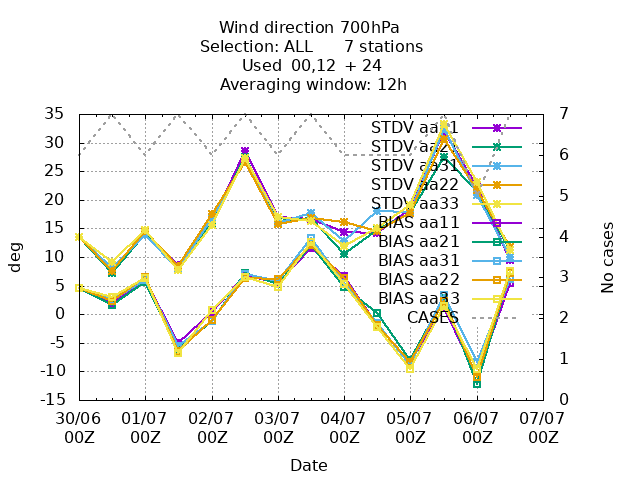 Wind direction 700hPa
Selection: ALL 7 stations
Used 00,12 + 24
Averaging window: 12h
35 7
30 6
25 5
20 4
15 3
10 2
5 1
0 0
-5
-10
-15
deg
No cases
STDV aa11
STDV aa21
STDV aa31
STDV aa22
STDV aa33
BIAS aa11
BIAS aa21
BIAS aa31
BIAS aa22
BIAS aa33
CASES
30/06 01/07 02/07 03/07 04/07 05/07 06/07 07/07
00Z 00Z 00Z 00Z 00Z 00Z 00Z 00Z
Date